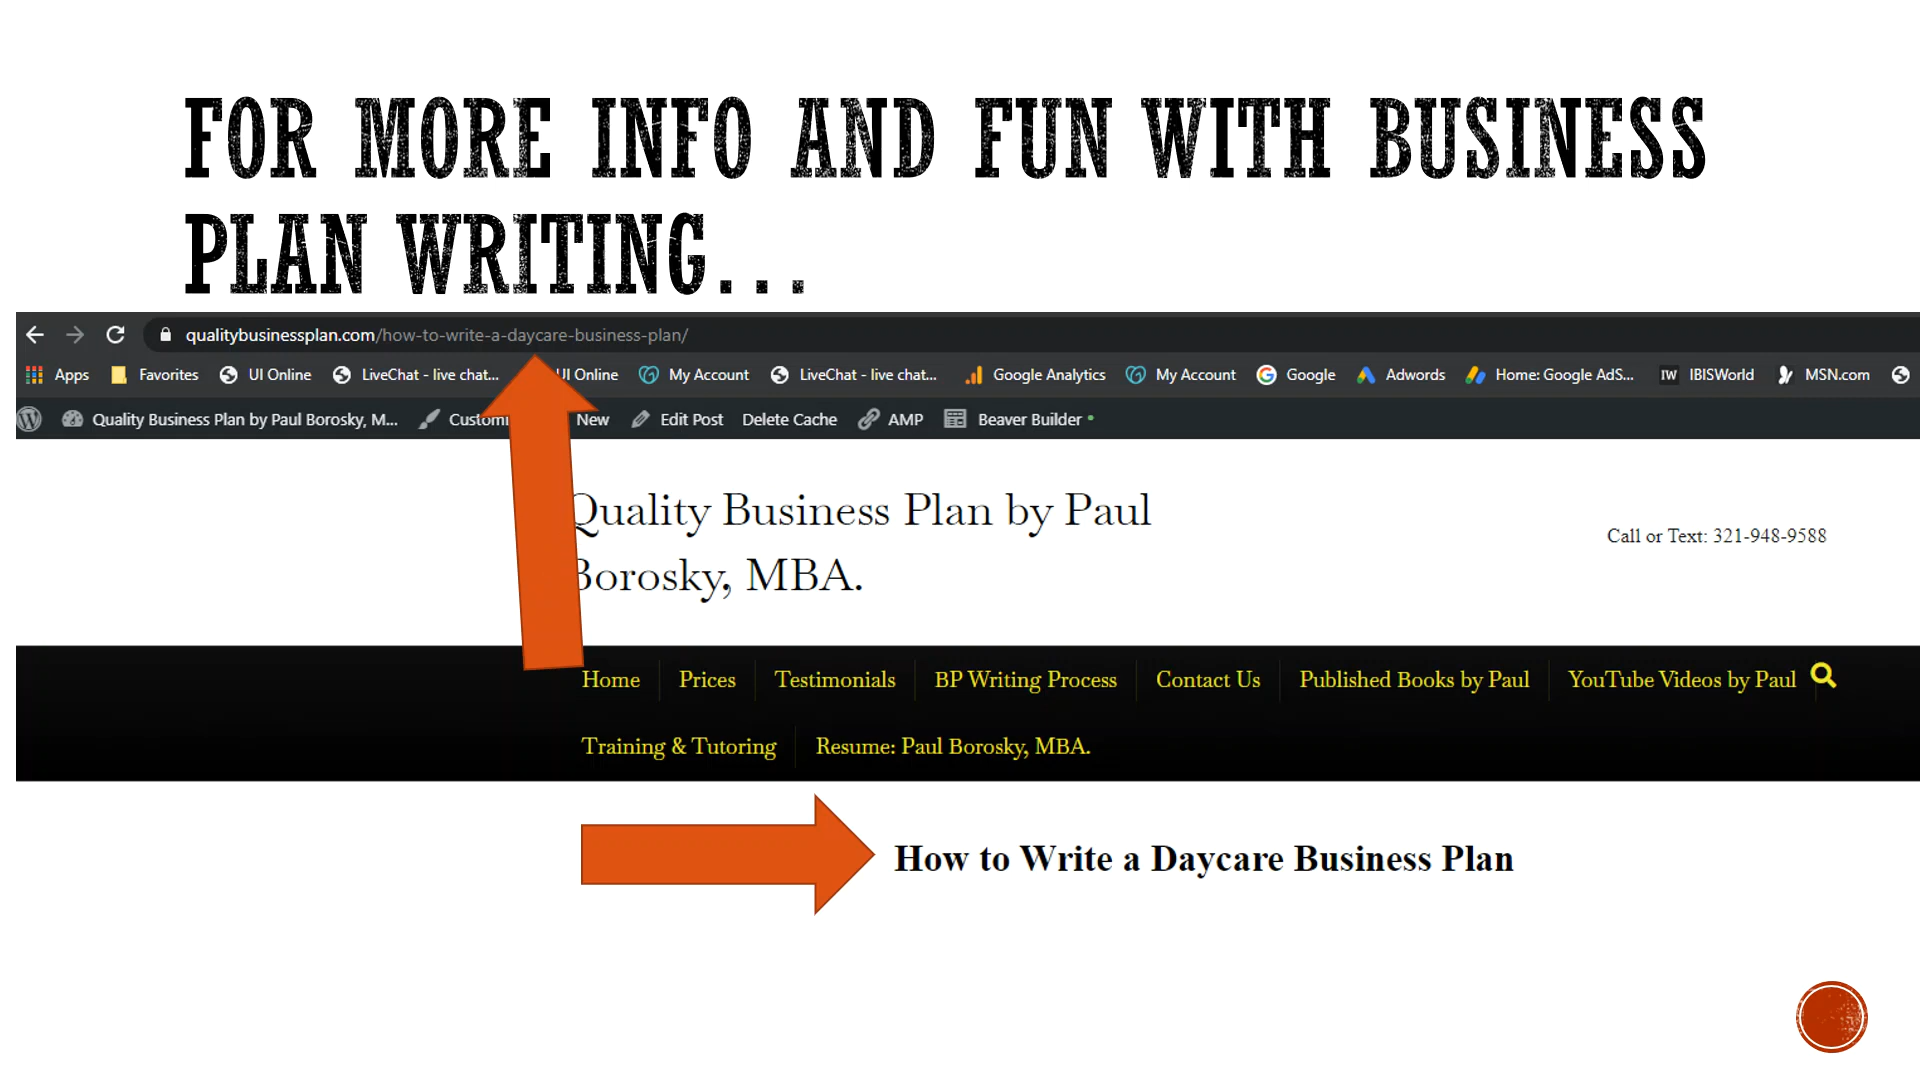 FOR MORE INFO AND FUN WITH BUSINESS
PLAN WRITING...
qualitybusinessplan.com/how-to-write-a-daycare-business-plan/
Apps Favorites UI Online LiveChat - live chat... UI Online My Account LiveChat - live chat... Google Analytics My Account Google Adwords Home: Google AdS... IW IBISWorld MSN.com
Quality Business Plan by Paul Borosky, M... Customi New Edit Post Delete Cache AMP Beaver Builder
Quality Business Plan by Paul
Borosky, MBA.
Call or Text: 321-948-9588
Home Prices Testimonials BP Writing Process Contact Us Published Books by Paul YouTube Videos by Paul
Training & Tutoring Resume: Paul Borosky, MBA.
How to Write a Daycare Business Plan